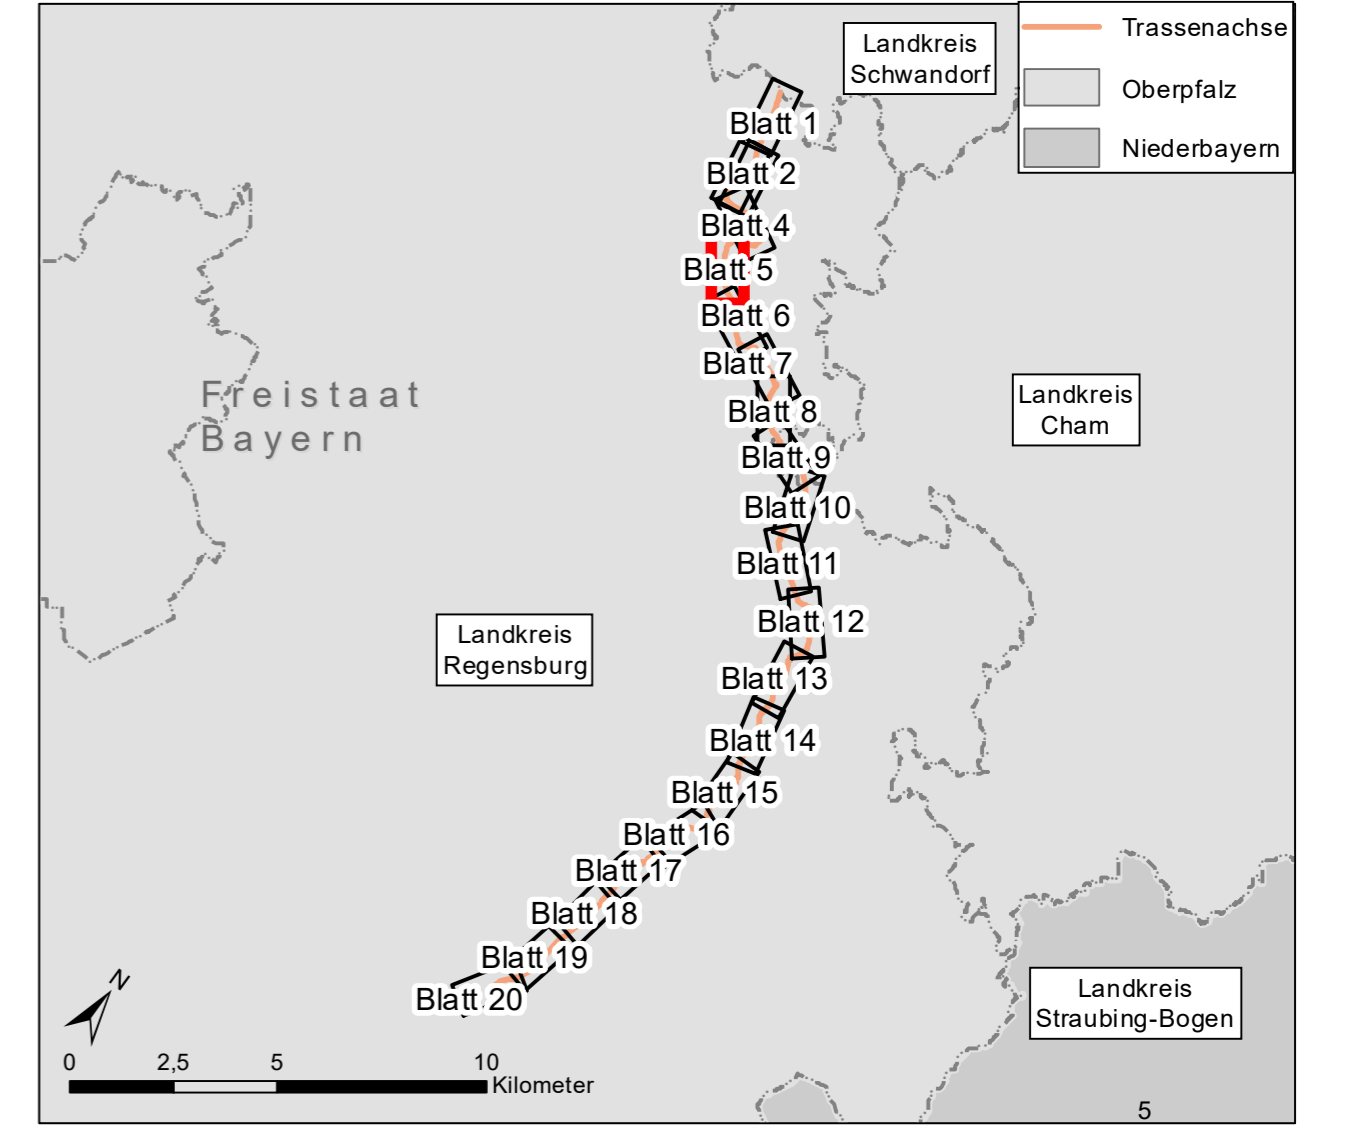 Trassenachse
Oberpfalz
Niederbayern
Landkreis
Schwandorf
Blatt 1
Blatt 2
Blatt 4
Blatt 5
Blatt 6
Blatt 7
Blatt 8
Blatt 9
Blatt 10
Blatt 11
Blatt 12
Blatt 13
Blatt 14
Blatt 15
Blatt 16
Blatt 17
Blatt 18
Blatt 19
Blatt 20
Freistaat
Bayern
Landkreis
Cham
Landkreis
Regensburg
Landkreis
Straubing-Bogen
N
0 2,5 5 10
Kilometer
5